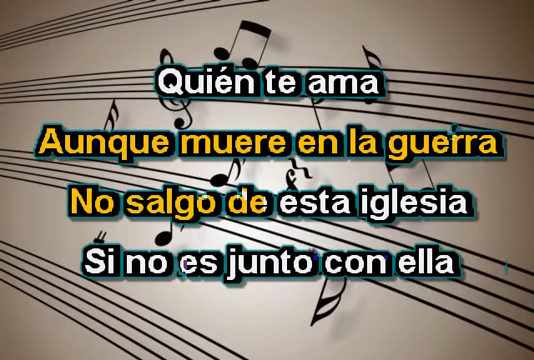 Quién te ama
Aunque muere en la guerra
No salgo de esta iglesia
Si no es junto con ella